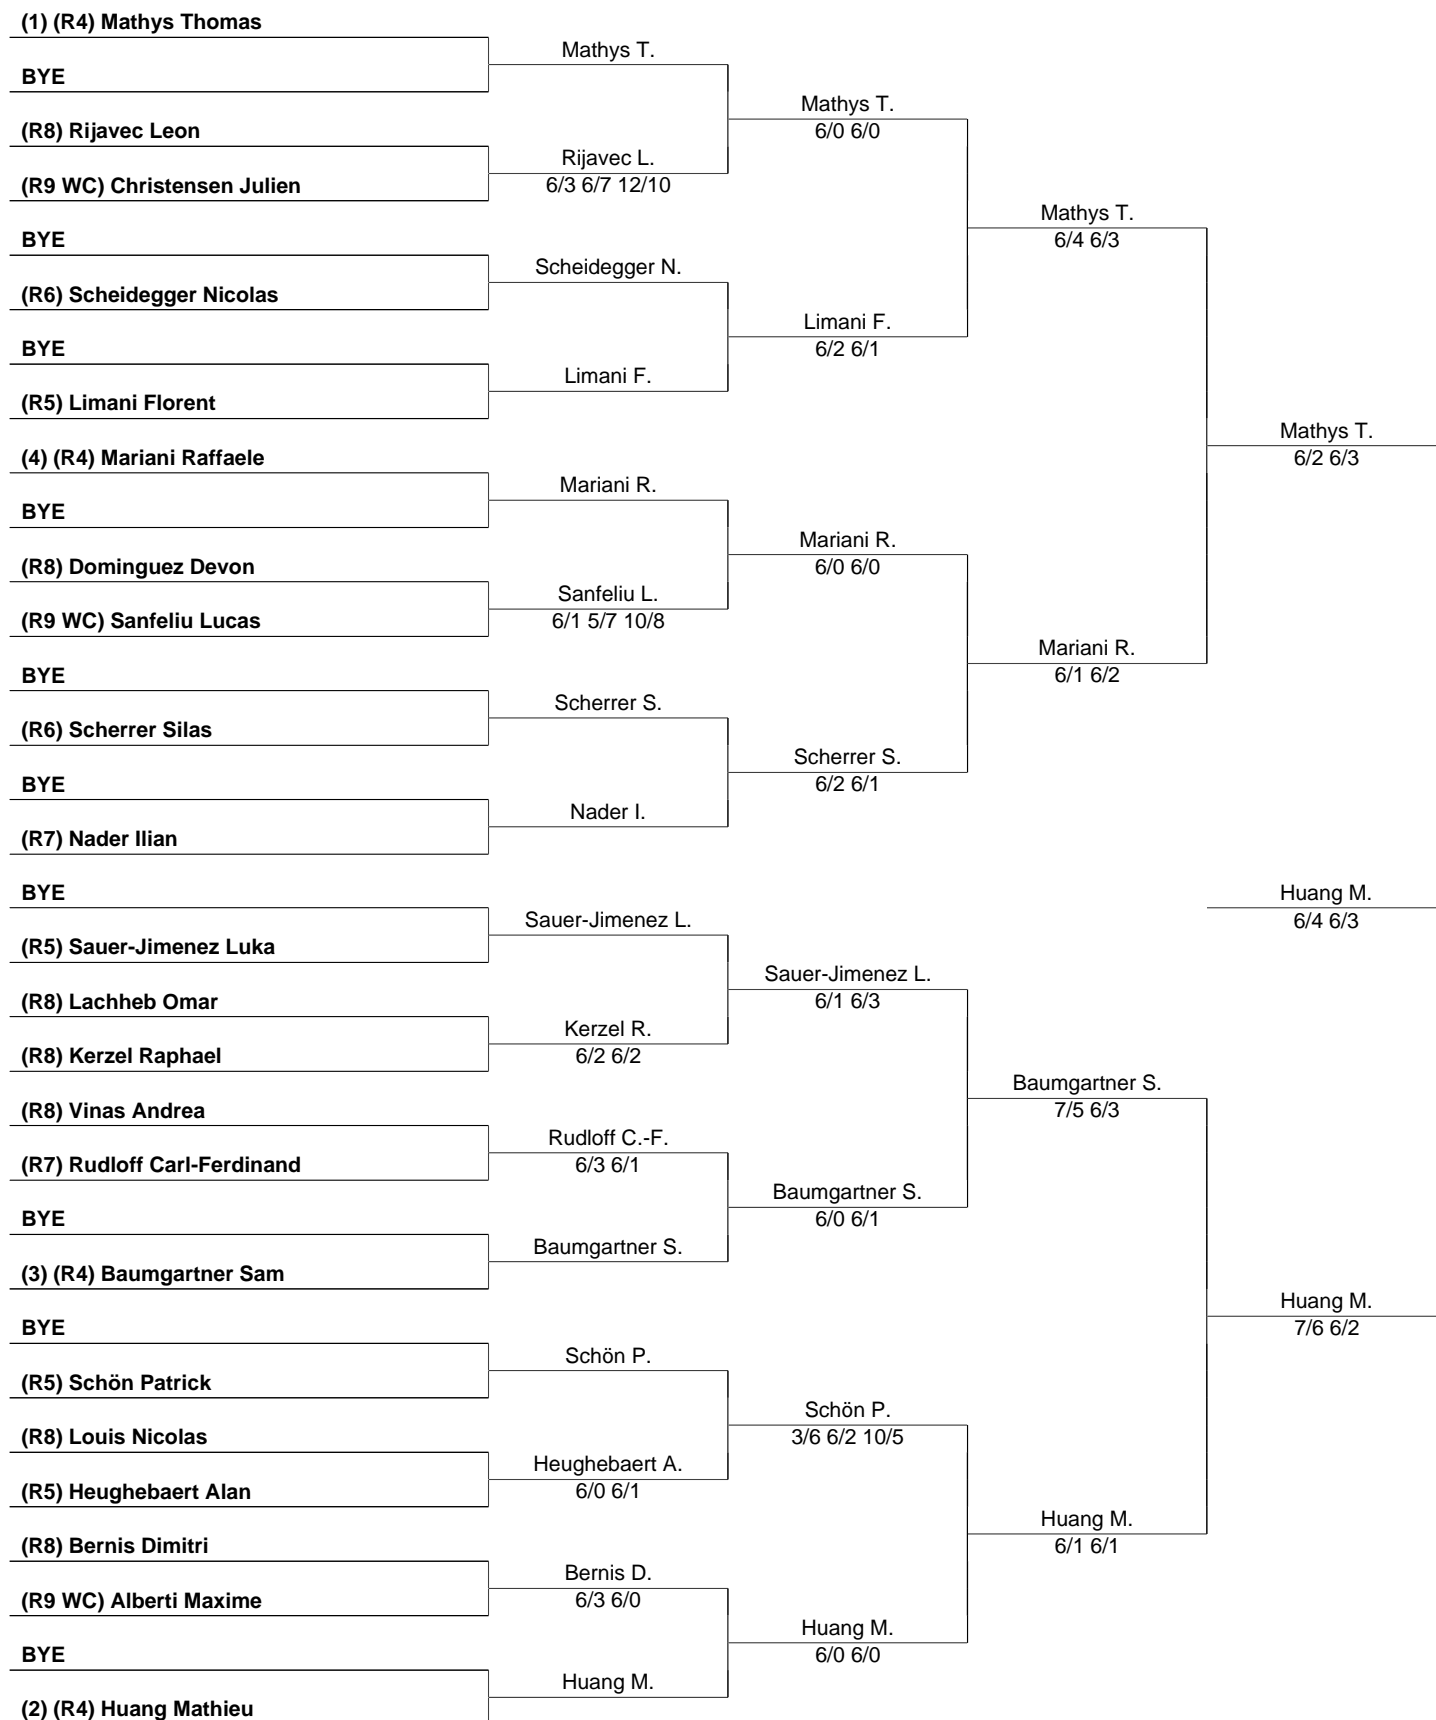 (1) (R4) Mathys Thomas
Mathys T.
BYE
Mathys T.
6/0 6/0
(R8) Rijavec Leon
Rijavec L.
6/3 6/7 12/10
(R9 WC) Christensen Julien
Mathys T.
6/4 6/3
BYE
Scheidegger N.
(R6) Scheidegger Nicolas
Limani F.
6/2 6/1
BYE
Limani F.
(R5) Limani Florent
Mathys T.
6/2 6/3
(4) (R4) Mariani Raffaele
Mariani R.
BYE
Mariani R.
6/0 6/0
(R8) Dominguez Devon
Sanfeliu L.
6/1 5/7 10/8
(R9 WC) Sanfeliu Lucas
Mariani R.
6/1 6/2
BYE
Scherrer S.
(R6) Scherrer Silas
Scherrer S.
6/2 6/1
BYE
Nader I.
(R7) Nader Ilian
BYE
Huang M.
6/4 6/3
Sauer-Jimenez L.
(R5) Sauer-Jimenez Luka
Sauer-Jimenez L.
6/1 6/3
(R8) Lachheb Omar
Kerzel R.
6/2 6/2
(R8) Kerzel Raphael
Baumgartner S.
7/5 6/3
(R8) Vinas Andrea
Rudloff C.-F.
6/3 6/1
(R7) Rudloff Carl-Ferdinand
Baumgartner S.
6/0 6/1
BYE
Baumgartner S.
(3) (R4) Baumgartner Sam
Huang M.
7/6 6/2
BYE
Schön P.
(R5) Schön Patrick
Schön P.
3/6 6/2 10/5
(R8) Louis Nicolas
Heughebaert A.
6/0 6/1
(R5) Heughebaert Alan
Huang M.
6/1 6/1
(R8) Bernis Dimitri
Bernis D.
6/3 6/0
(R9 WC) Alberti Maxime
Huang M.
6/0 6/0
BYE
Huang M.
(2) (R4) Huang Mathieu